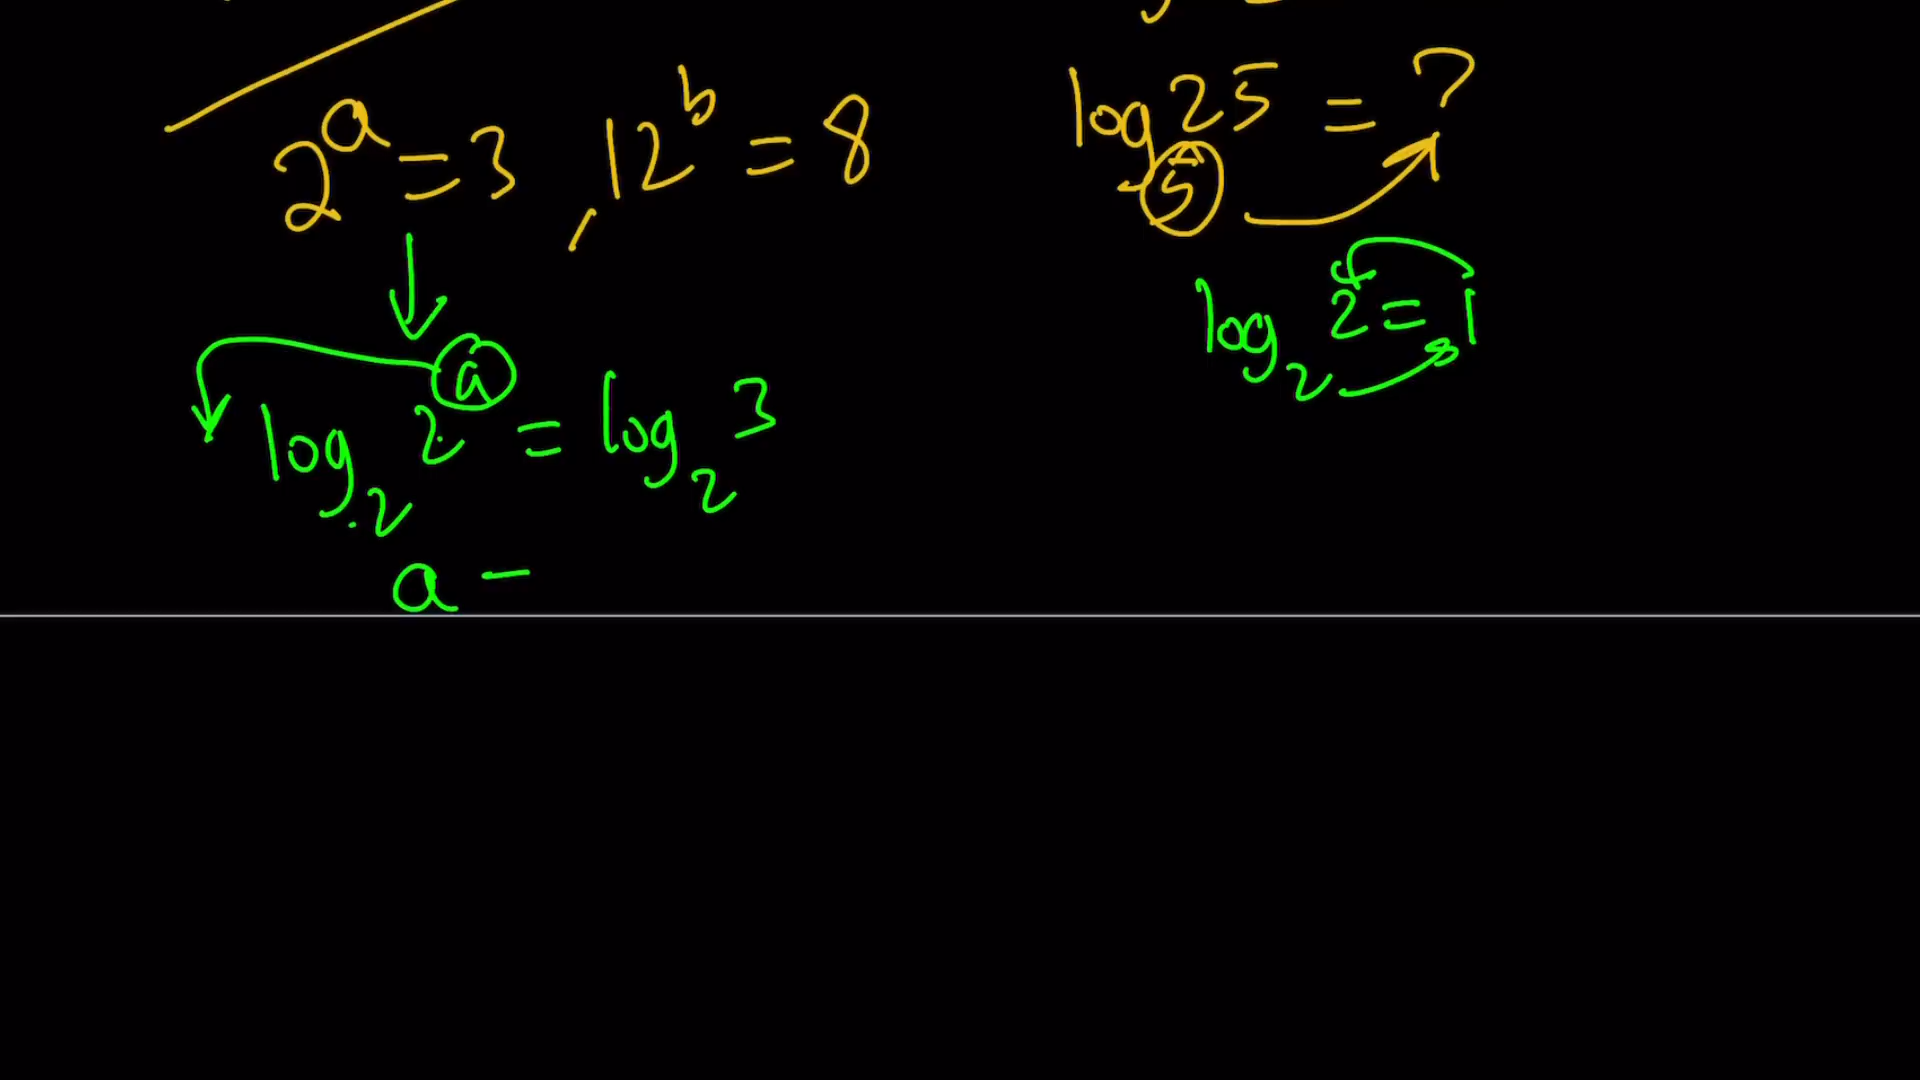 2^a = 3 , 12^b = 8
log_5 25 = ?
log_2 2 = 1
log_2 2^a = log_2 3
a -